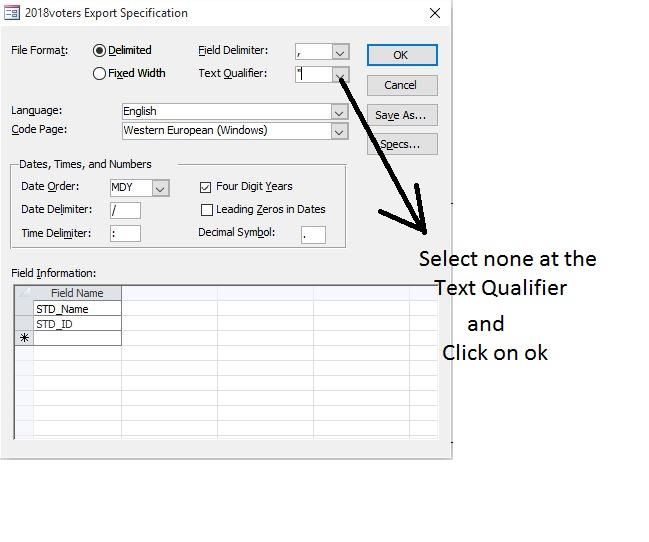 2018voters Export Specification
File Format: Delimited Field Delimiter: , OK
Fixed Width Text Qualifier: " Cancel
Language: English Save As...
Code Page: Western European (Windows) Specs...
Dates, Times, and Numbers
Date Order: MDY Four Digit Years
Date Delimiter: / Leading Zeros in Dates
Time Delimiter: : Decimal Symbol: .
Select none at the
Text Qualifier
and
Click on ok
Field Information:
Field Name
STD_Name
STD_ID